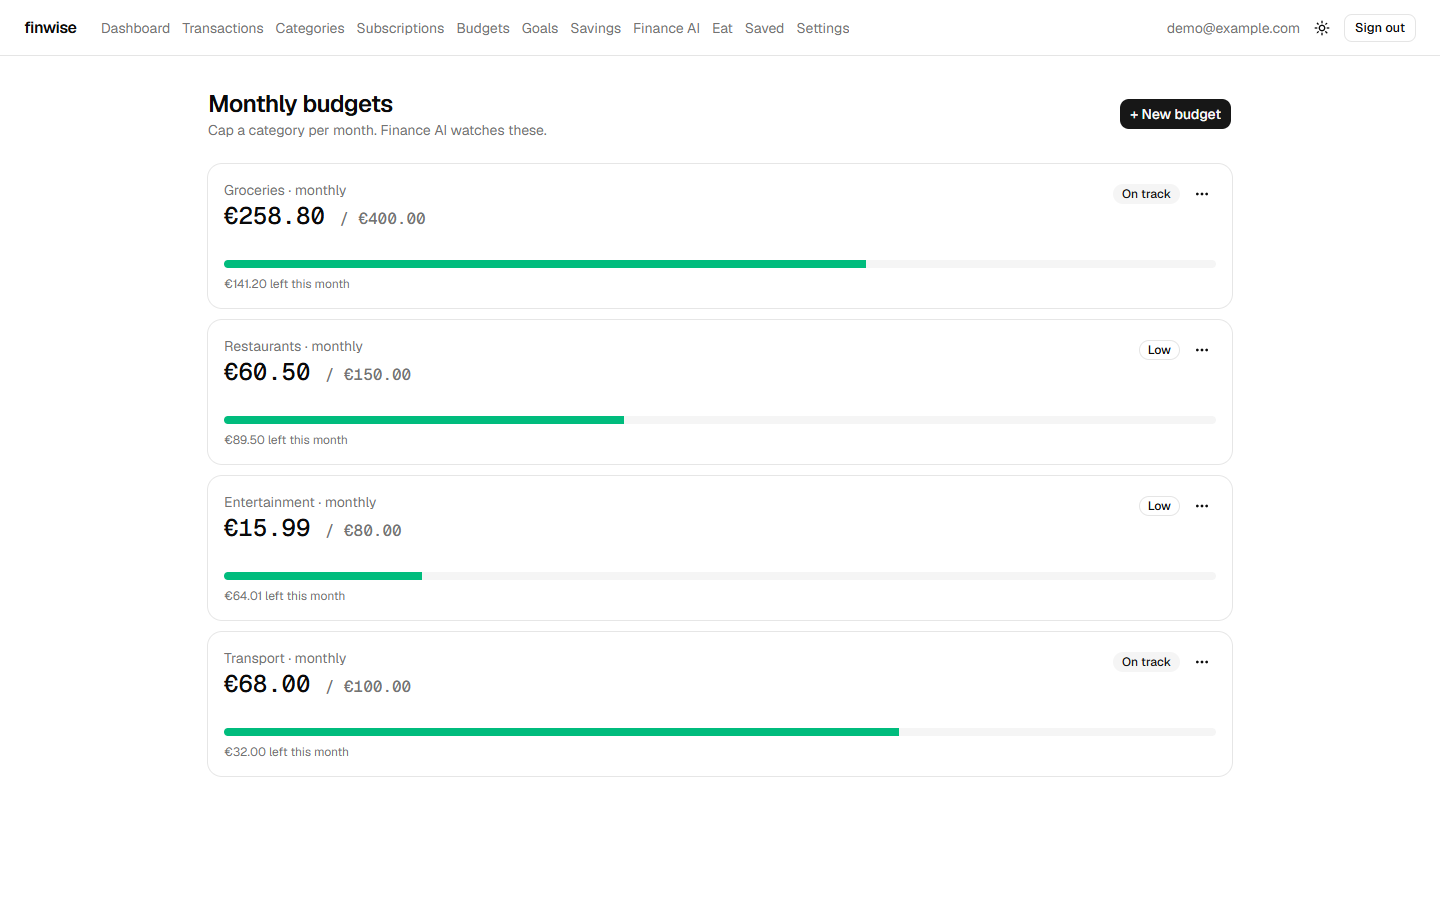 finwise Dashboard Transactions Categories Subscriptions Budgets Goals Savings Finance AI Eat Saved Settings demo@example.com Sign out
Monthly budgets
Cap a category per month. Finance AI watches these.
+ New budget
Groceries · monthly
On track
€258.80 / €400.00
€141.20 left this month
Restaurants · monthly
Low
€60.50 / €150.00
€89.50 left this month
Entertainment · monthly
Low
€15.99 / €80.00
€64.01 left this month
Transport · monthly
On track
€68.00 / €100.00
€32.00 left this month